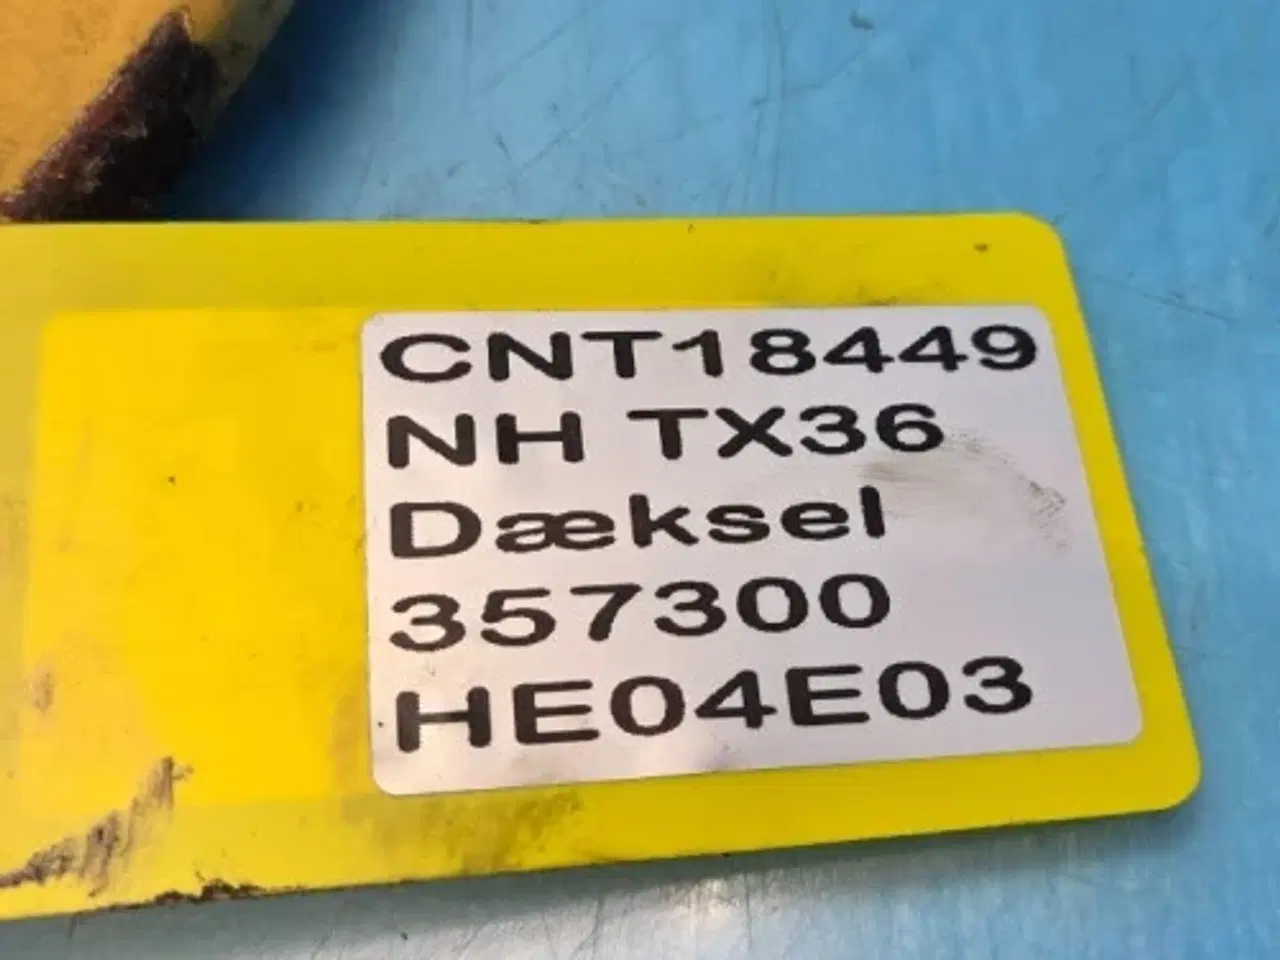 CNT18449
NH TX36
Dæksel
357300
HE04E03